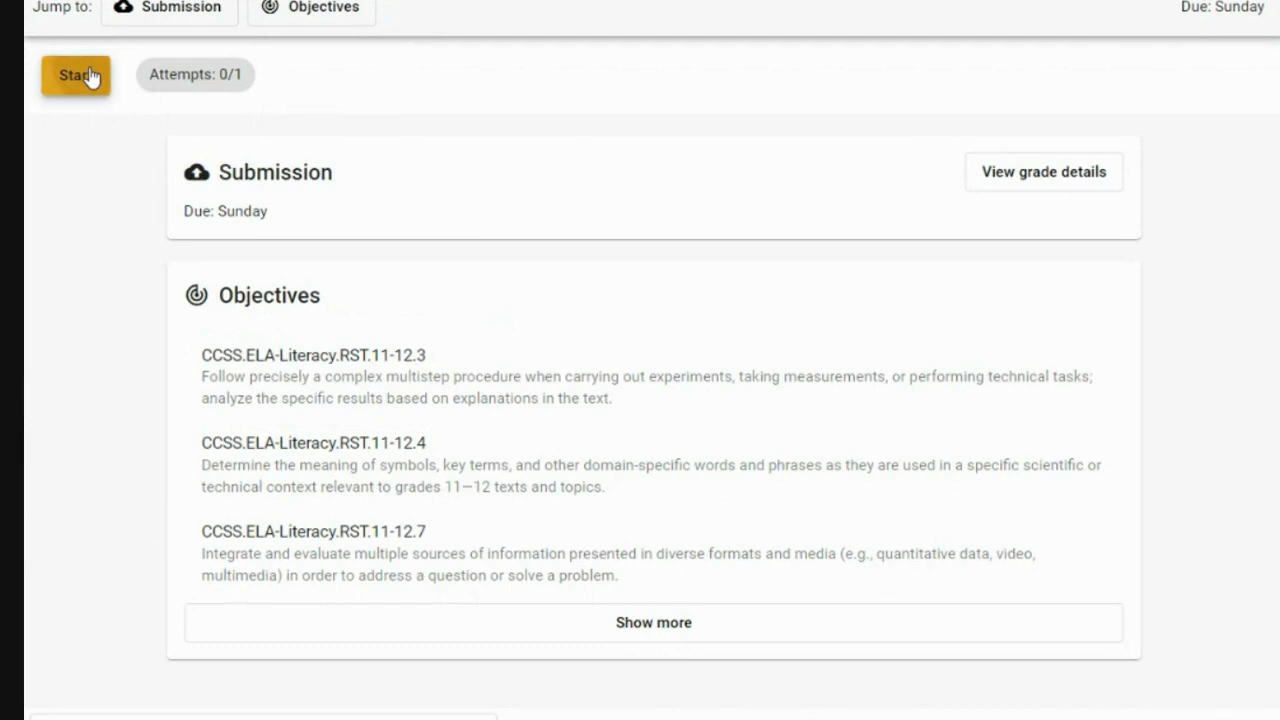 Jump to: Submission Objectives Due: Sunday
Attempts: 0/1
Submission View grade details
Due: Sunday
Objectives
CCSS.ELA-Literacy.RST.11-12.3
Follow precisely a complex multistep procedure when carrying out experiments, taking measurements, or performing technical tasks;
analyze the specific results based on explanations in the text.
CCSS.ELA-Literacy.RST.11-12.4
Determine the meaning of symbols, key terms, and other domain-specific words and phrases as they are used in a specific scientific or
technical context relevant to grades 11—12 texts and topics.
CCSS.ELA-Literacy.RST.11-12.7
Integrate and evaluate multiple sources of information presented in diverse formats and media (e.g., quantitative data, video,
multimedia) in order to address a question or solve a problem.
Show more